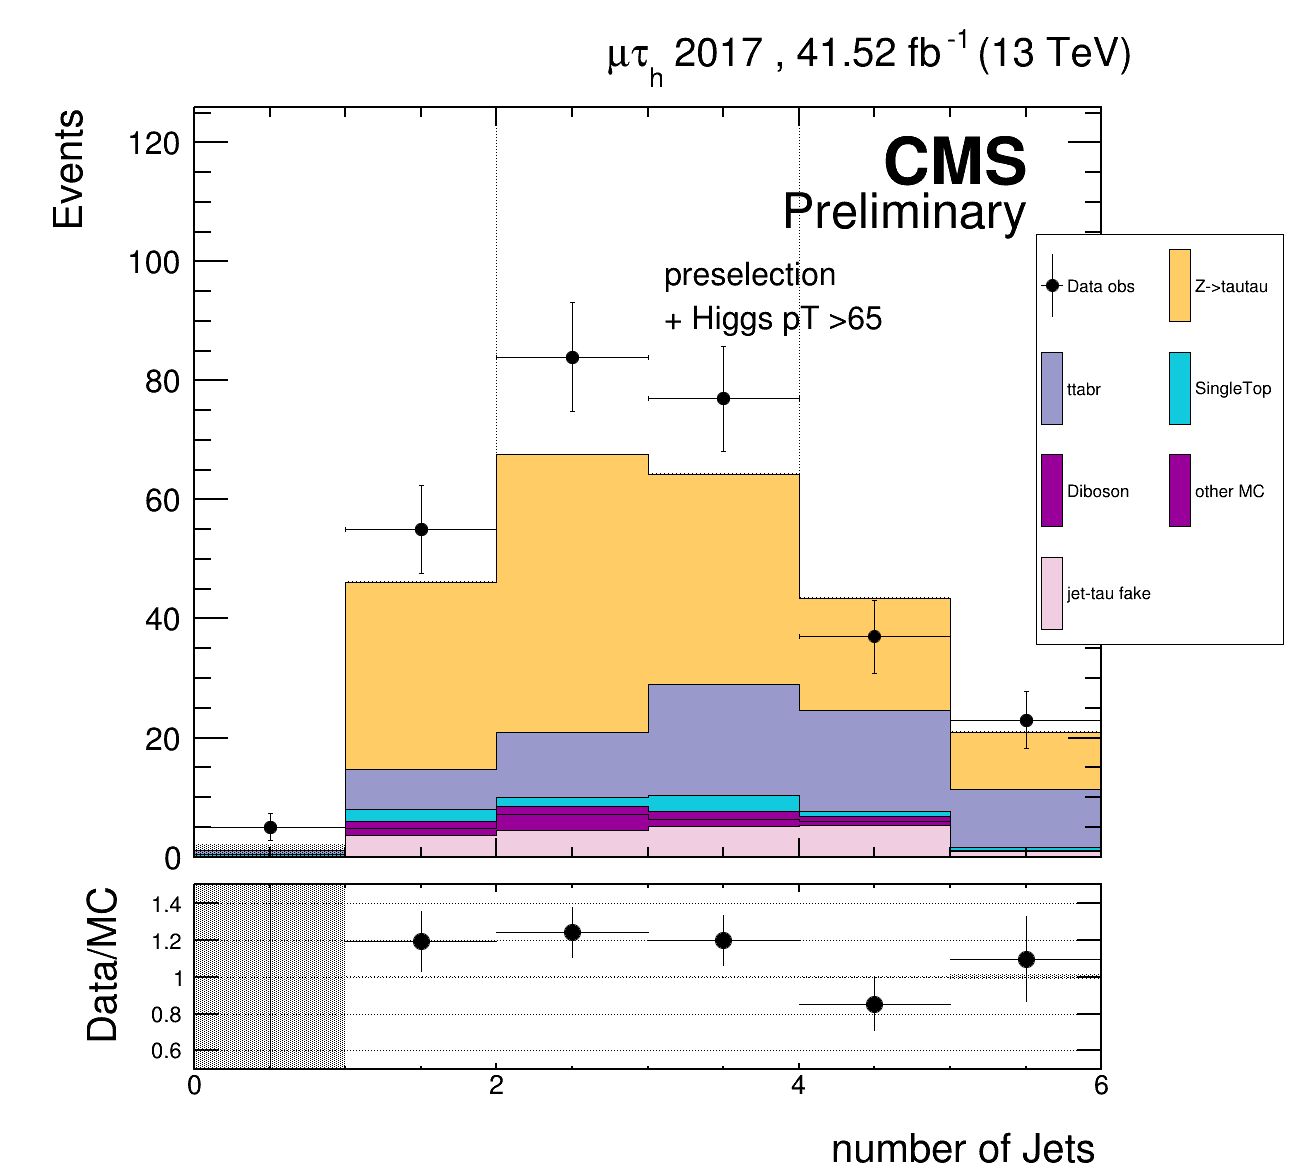 μτh 2017 , 41.52 fb-1 (13 TeV)
Events
120
100
80
60
40
20
0
CMS
Preliminary
preselection
+ Higgs pT >65
Data obs
Z->tautau
ttabr
SingleTop
Diboson
other MC
jet-tau fake
Data/MC
1.4
1.2
1
0.8
0.6
0
2
4
6
number of Jets